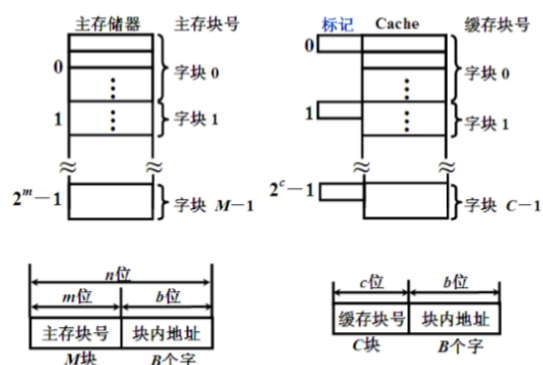 主存储器 主存块号
0 字块 0
1 字块 1
2^m－1 字块 M－1
标记 Cache 缓存块号
0 字块 0
1 字块 1
2^c－1 字块 C－1
n位
m位 b位
主存块号 块内地址
M块 B个字
c位 b位
缓存块号 块内地址
C块 B个字